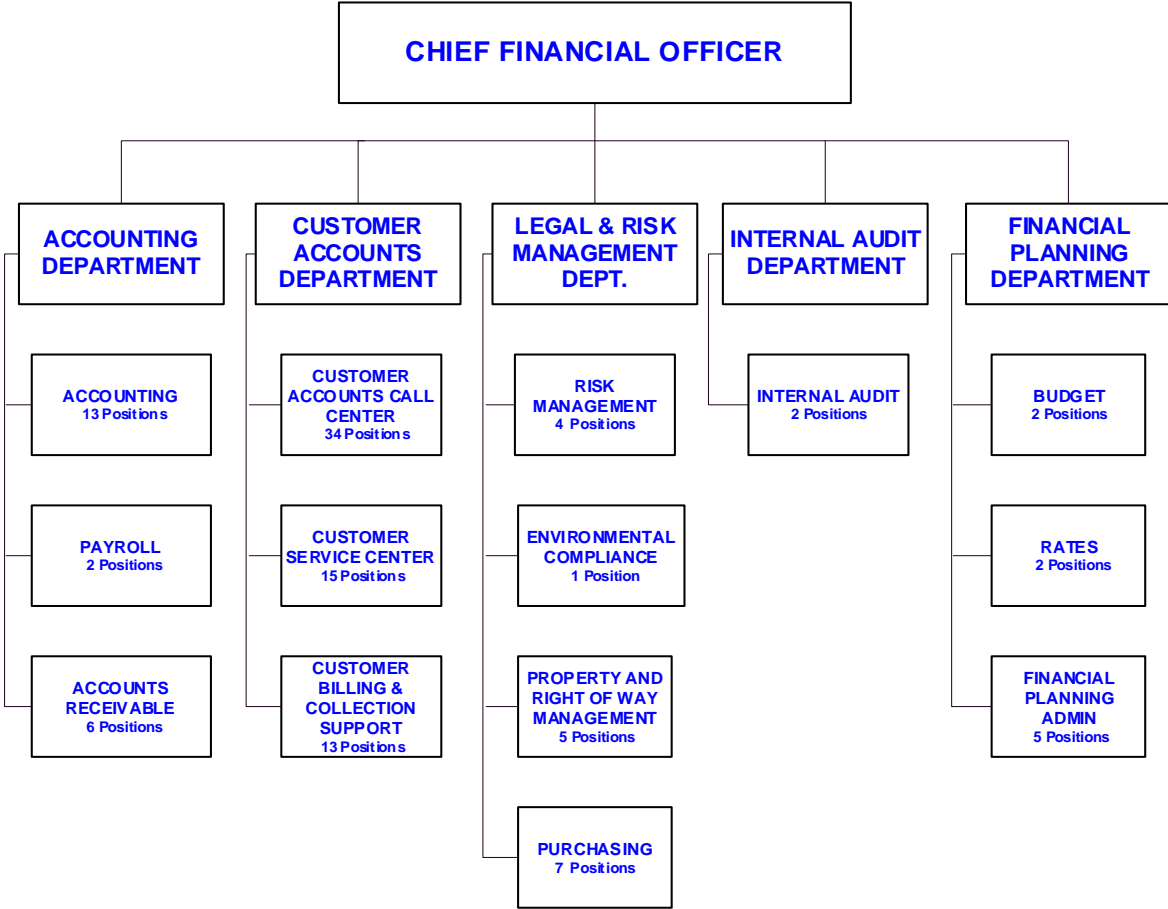 CHIEF FINANCIAL OFFICER
ACCOUNTING
DEPARTMENT
CUSTOMER
ACCOUNTS
DEPARTMENT
LEGAL & RISK
MANAGEMENT
DEPT.
INTERNAL AUDIT
DEPARTMENT
FINANCIAL
PLANNING
DEPARTMENT
ACCOUNTING
13 Positions
CUSTOMER
ACCOUNTS CALL
CENTER
34 Positions
RISK
MANAGEMENT
4 Positions
INTERNAL AUDIT
2 Positions
BUDGET
2 Positions
PAYROLL
2 Positions
CUSTOMER
SERVICE CENTER
15 Positions
ENVIRONMENTAL
COMPLIANCE
1 Position
RATES
2 Positions
ACCOUNTS
RECEIVABLE
6 Positions
CUSTOMER
BILLING &
COLLECTION
SUPPORT
13 Positions
PROPERTY AND
RIGHT OF WAY
MANAGEMENT
5 Positions
FINANCIAL
PLANNING
ADMIN
5 Positions
PURCHASING
7 Positions